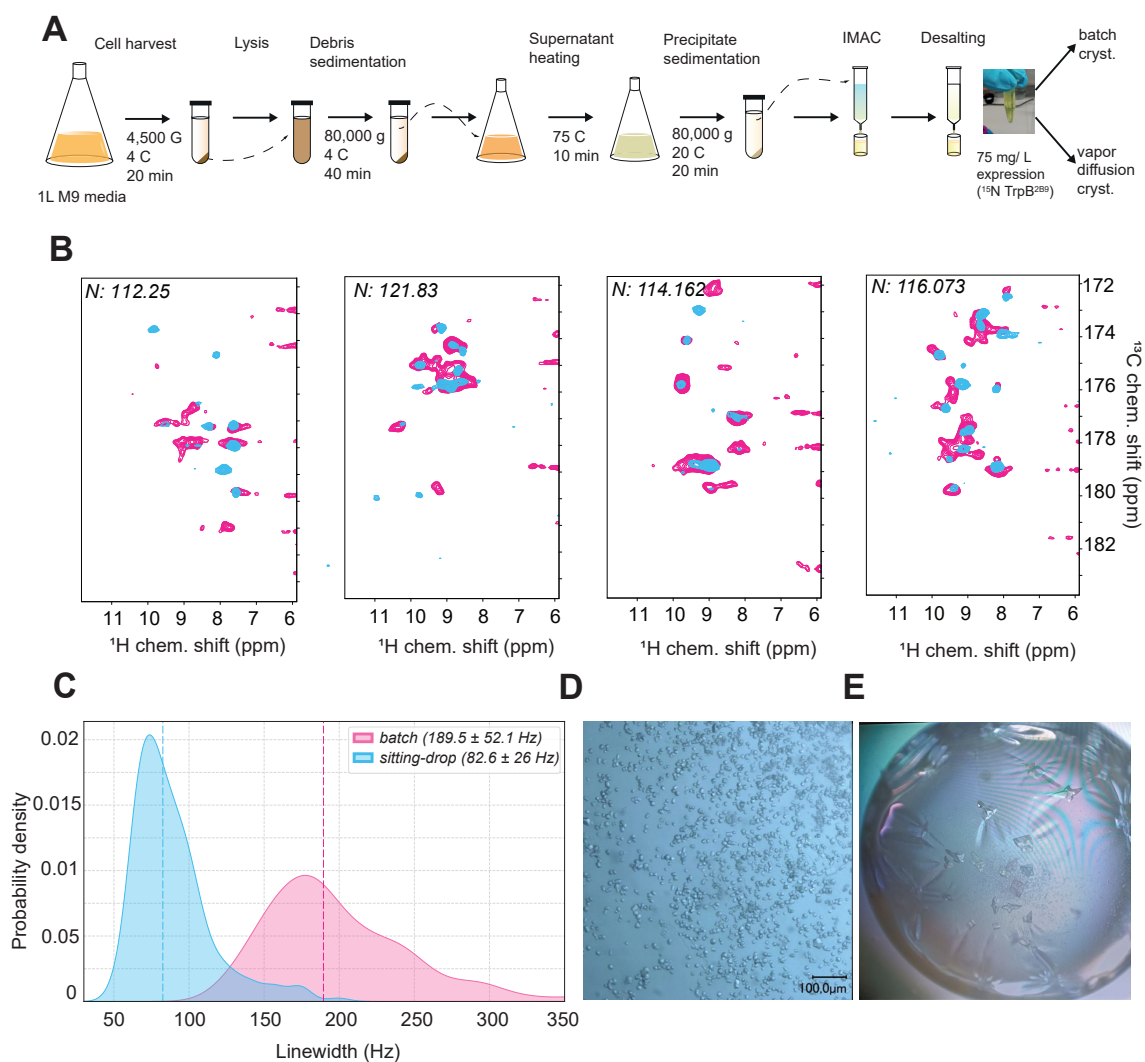 A
Cell harvest
Lysis
Debris
sedimentation
Supernatant
heating
Precipitate
sedimentation
IMAC
Desalting
batch
cryst.
4,500 G
4 C
20 min
80,000 g
4 C
40 min
75 C
10 min
80,000 g
20 C
20 min
75 mg/ L
expression
(¹⁵N TrpB²ᴮ⁹)
vapor
diffusion
cryst.
1L M9 media
B
N: 112.25
N: 121.83
N: 114.162
N: 116.073
172
174
176
178
180
182
¹³C chem. shift (ppm)
11 10 9 8 7 6
11 10 9 8 7 6
11 10 9 8 7 6
11 10 9 8 7 6
¹H chem. shift (ppm)
¹H chem. shift (ppm)
¹H chem. shift (ppm)
¹H chem. shift (ppm)
C
batch (189.5 ± 52.1 Hz)
sitting-drop (82.6 ± 26 Hz)
0.02
0.015
0.01
0.05
0
Probability density
50 100 150 200 250 300 350
Linewidth (Hz)
D
100,0µm
E